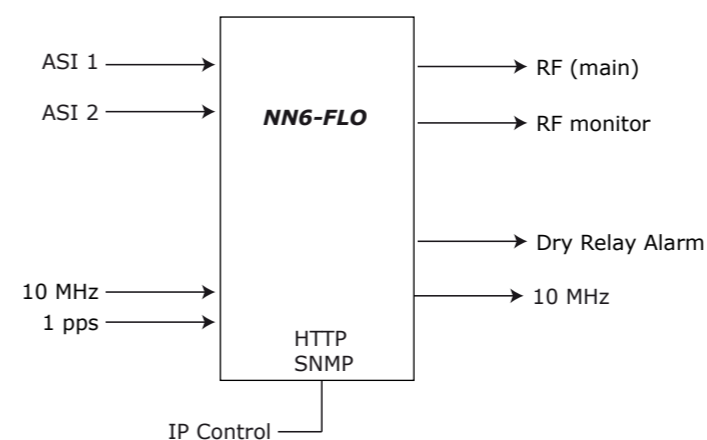 ASI 1
ASI 2
10 MHz
1 pps
NN6-FLO
HTTP
SNMP
IP Control
RF (main)
RF monitor
Dry Relay Alarm
10 MHz